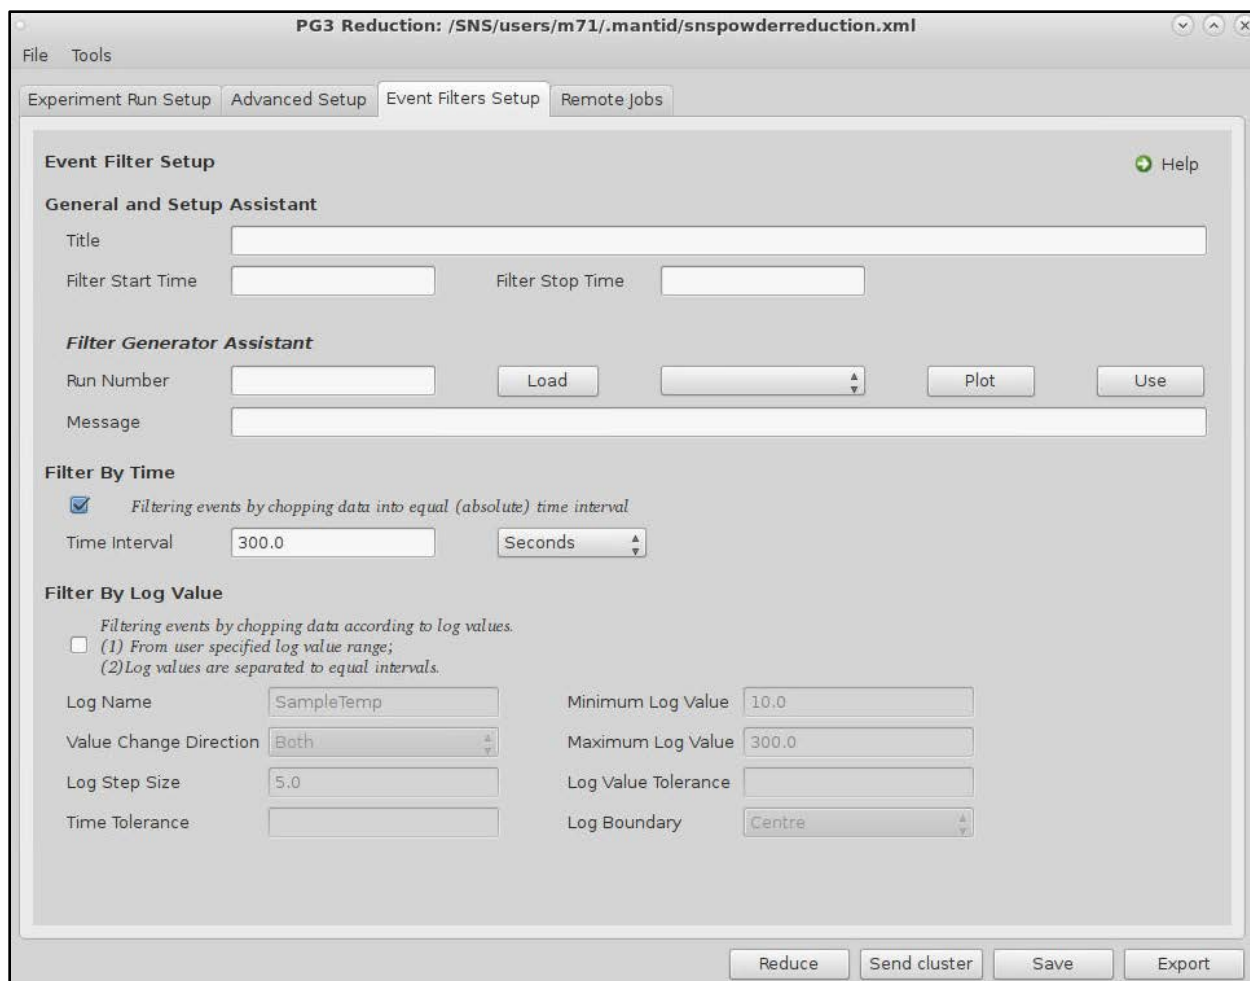 PG3 Reduction: /SNS/users/m71/.mantid/snspowderreduction.xml
File Tools
Experiment Run Setup Advanced Setup Event Filters Setup Remote Jobs
Event Filter Setup Help
General and Setup Assistant
Title
Filter Start Time Filter Stop Time
Filter Generator Assistant
Run Number Load Plot Use
Message
Filter By Time
Filtering events by chopping data into equal (absolute) time interval
Time Interval 300.0 Seconds
Filter By Log Value
Filtering events by chopping data according to log values.
(1) From user specified log value range;
(2)Log values are separated to equal intervals.
Log Name SampleTemp Minimum Log Value 10.0
Value Change Direction Both Maximum Log Value 300.0
Log Step Size 5.0 Log Value Tolerance
Time Tolerance Log Boundary Centre
Reduce Send cluster Save Export